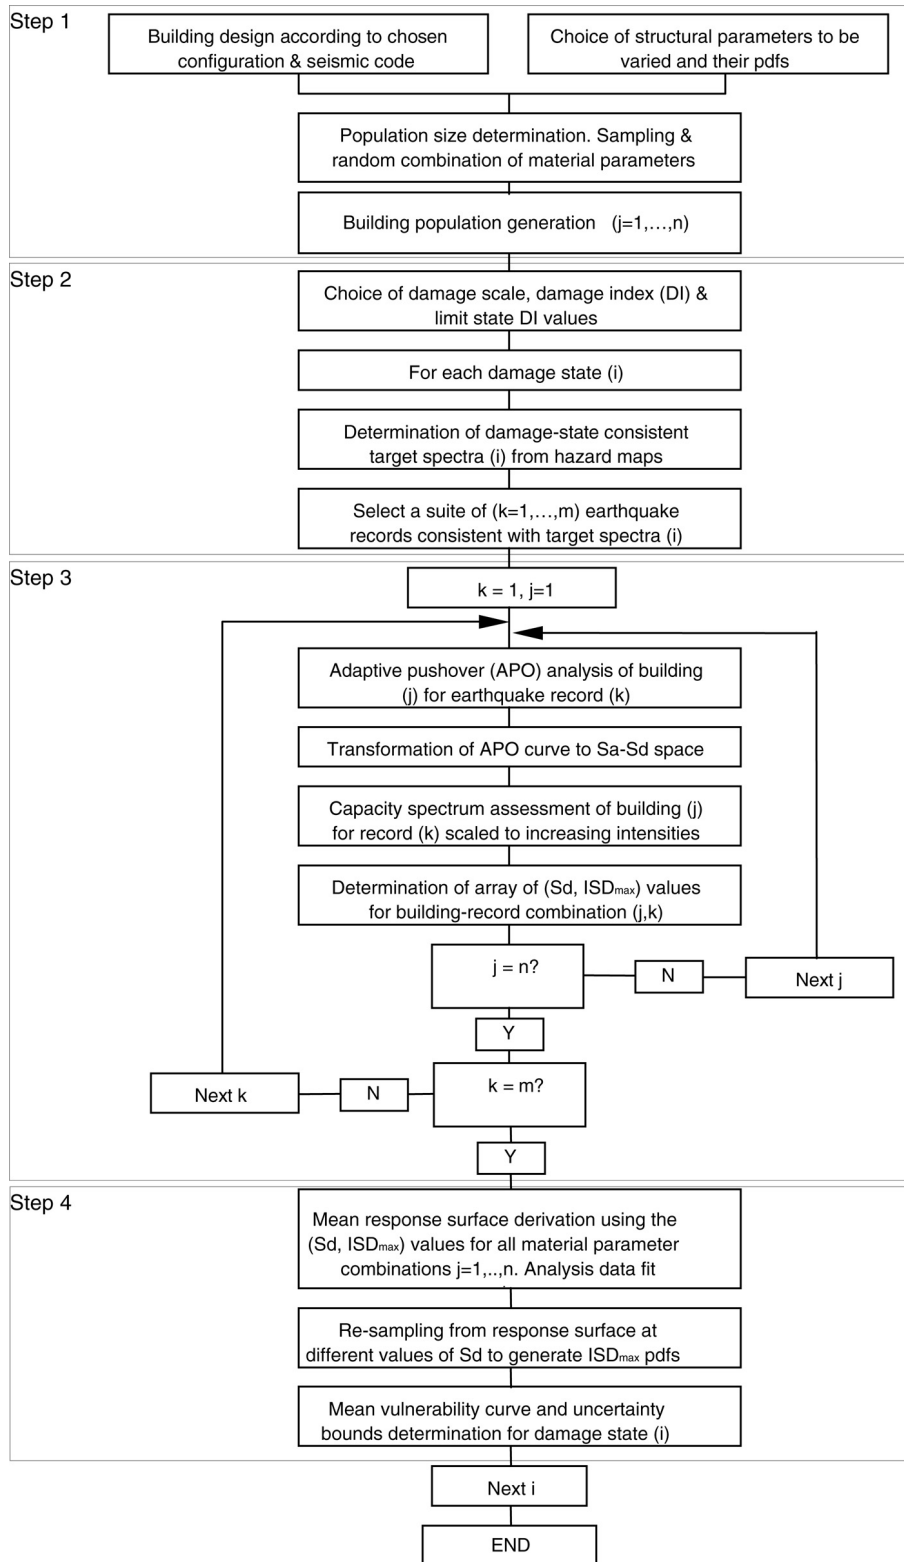 Step 1
Building design according to chosen
configuration & seismic code
Choice of structural parameters to be
varied and their pdfs
Population size determination. Sampling &
random combination of material parameters
Building population generation (j=1,…,n)
Step 2
Choice of damage scale, damage index (DI) &
limit state DI values
For each damage state (i)
Determination of damage-state consistent
target spectra (i) from hazard maps
Select a suite of (k=1,…,m) earthquake
records consistent with target spectra (i)
Step 3
k = 1, j=1
Adaptive pushover (APO) analysis of building
(j) for earthquake record (k)
Transformation of APO curve to Sa-Sd space
Capacity spectrum assessment of building (j)
for record (k) scaled to increasing intensities
Determination of array of (Sd, ISDmax) values
for building-record combination (j,k)
j = n?
N
Next j
Y
k = m?
N
Next k
Y
Step 4
Mean response surface derivation using the
(Sd, ISDmax) values for all material parameter
combinations j=1,..,n. Analysis data fit
Re-sampling from response surface at
different values of Sd to generate ISDmax pdfs
Mean vulnerability curve and uncertainty
bounds determination for damage state (i)
Next i
END